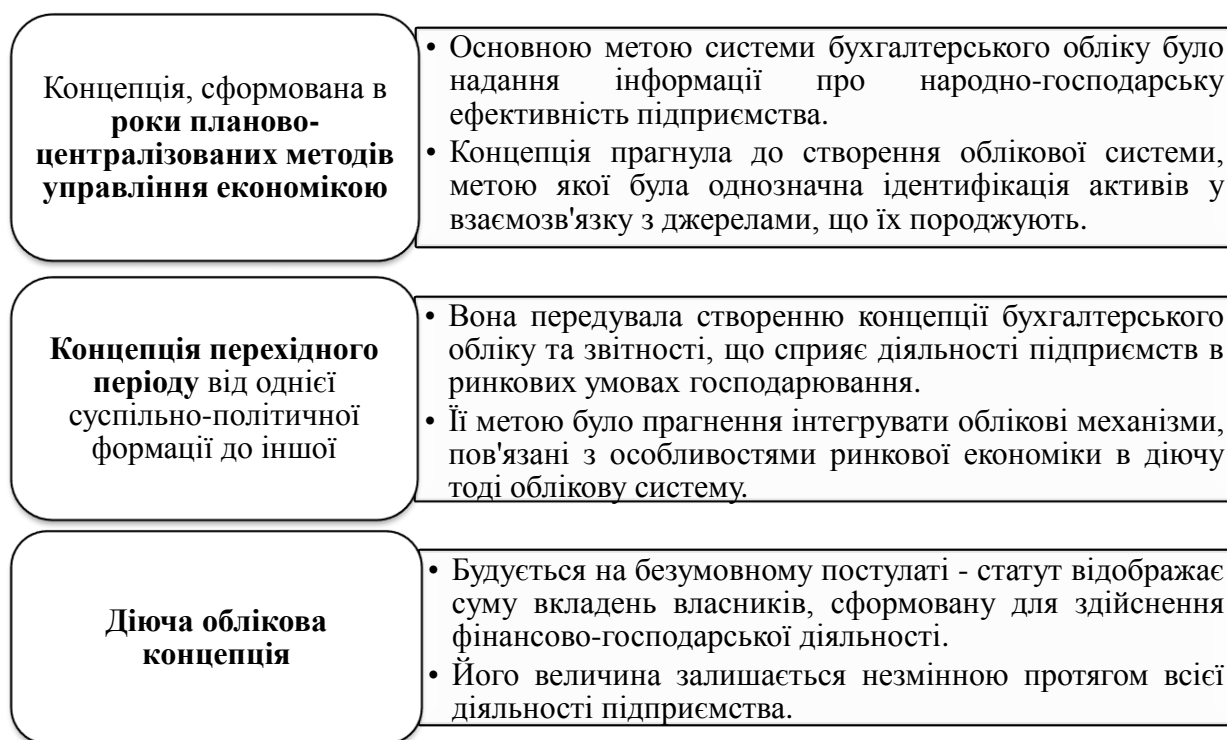 Концепція, сформована в
роки планово-
централізованих методів
управління економікою
• Основною метою системи бухгалтерського обліку було
надання інформації про народно-господарську
ефективність підприємства.
• Концепція прагнула до створення облікової системи,
метою якої була однозначна ідентифікація активів у
взаємозв'язку з джерелами, що їх породжують.
Концепція перехідного
періоду від однієї
суспільно-політичної
формації до іншої
• Вона передувала створенню концепції бухгалтерського
обліку та звітності, що сприяє діяльності підприємств в
ринкових умовах господарювання.
• Її метою було прагнення інтегрувати облікові механізми,
пов'язані з особливостями ринкової економіки в діючу
тоді облікову систему.
Діюча облікова
концепція
• Будується на безумовному постулаті - статут відображає
суму вкладень власників, сформовану для здійснення
фінансово-господарської діяльності.
• Його величина залишається незмінною протягом всієї
діяльності підприємства.